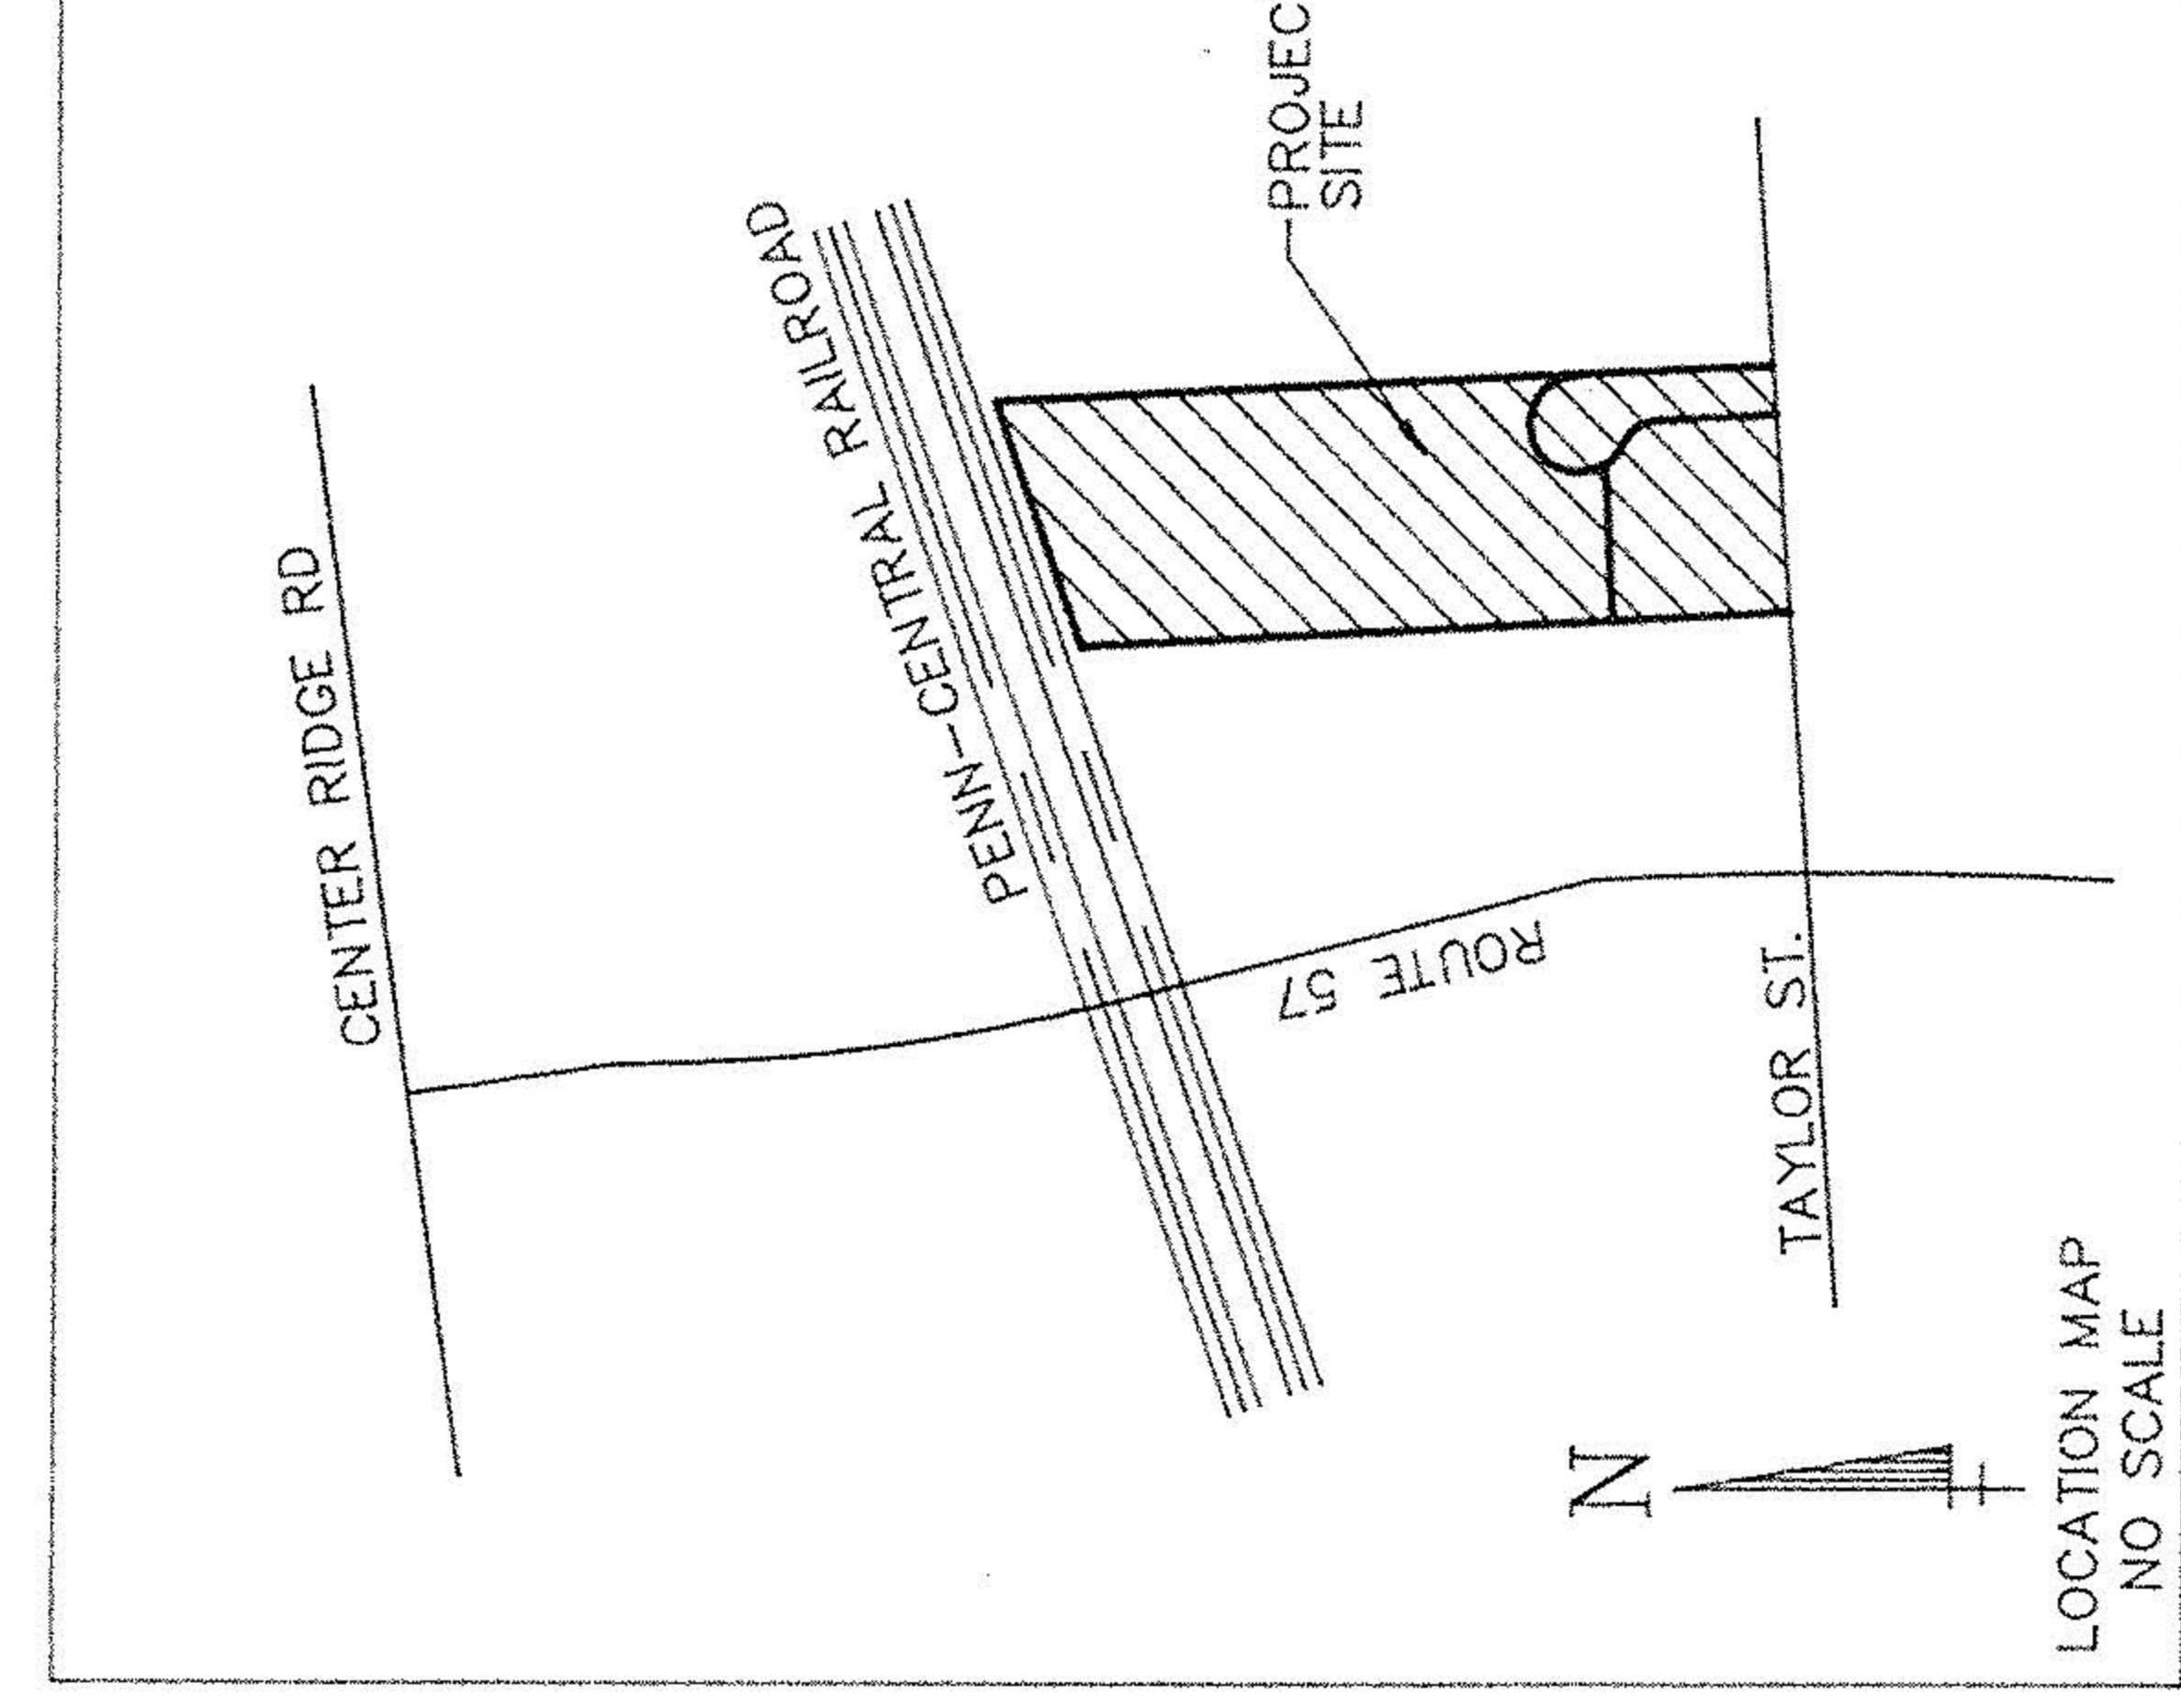 CENTER RIDGE RD
PENN-CENTRAL RAILROAD
PROJEC
SITE
ROUTE 57
TAYLOR ST.
N
LOCATION MAP
NO SCALE